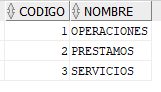 CODIGO NOMBRE
1 OPERACIONES
2 PRESTAMOS
3 SERVICIOS